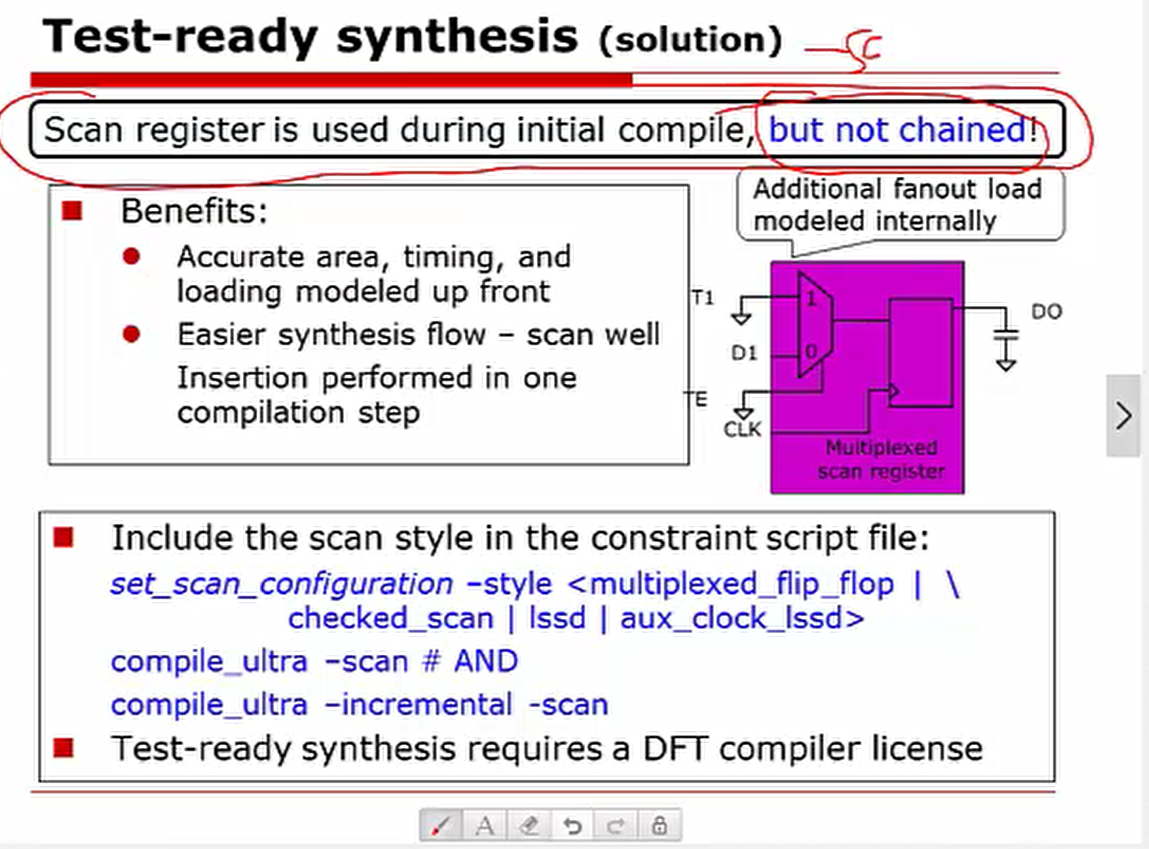 Test-ready synthesis (solution)
Scan register is used during initial compile, but not chained!
Benefits:
Accurate area, timing, and
loading modeled up front
Easier synthesis flow – scan well
Insertion performed in one
compilation step
Additional fanout load
modeled internally
T1
1
DO
D1
0
TE
CLK
Multiplexed
scan register
Include the scan style in the constraint script file:
set_scan_configuration –style <multiplexed_flip_flop | \
checked_scan | lssd | aux_clock_lssd>
compile_ultra –scan # AND
compile_ultra –incremental -scan
Test-ready synthesis requires a DFT compiler license
A